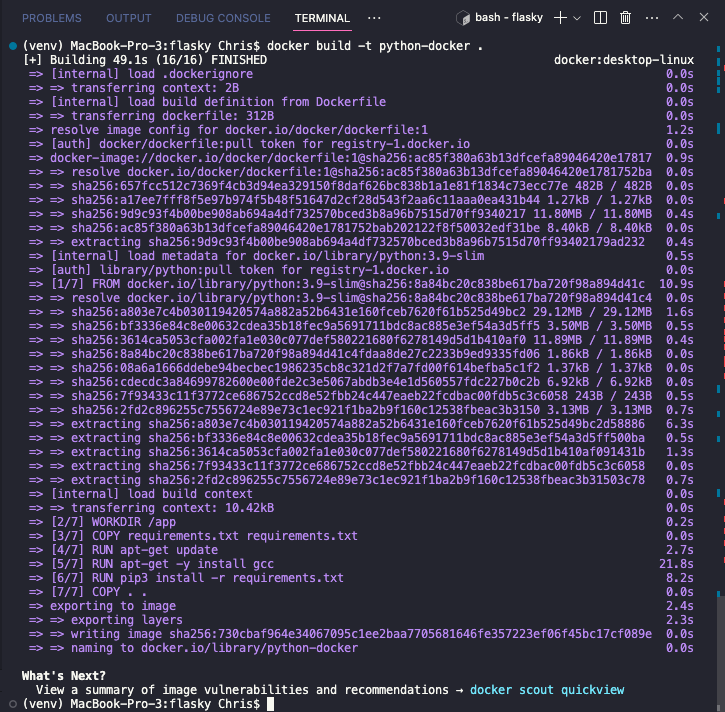 PROBLEMS OUTPUT DEBUG CONSOLE TERMINAL ··· bash - flasky
(venv) MacBook-Pro-3:flasky Chris$ docker build -t python-docker .
[+] Building 49.1s (16/16) FINISHED docker:desktop-linux
=> [internal] load .dockerignore 0.0s
=> => transferring context: 2B 0.0s
=> [internal] load build definition from Dockerfile 0.0s
=> => transferring dockerfile: 312B 0.0s
=> resolve image config for docker.io/docker/dockerfile:1 1.2s
=> [auth] docker/dockerfile:pull token for registry-1.docker.io 0.0s
=> docker-image://docker.io/docker/dockerfile:1@sha256:ac85f380a63b13dfcefa89046420e17817 0.9s
=> => resolve docker.io/docker/dockerfile:1@sha256:ac85f380a63b13dfcefa89046420e1781752ba 0.0s
=> => sha256:657fcc512c7369f4cb3d94ea329150f8daf626bc838b1a1e81f1834c73ecc77e 482B / 482B 0.0s
=> => sha256:a17ee7fff8f5e97b974f5b48f51647d2cf28d543f2aa6c11aaa0ea431b44 1.27kB / 1.27kB 0.0s
=> => sha256:9d9c93f4b00be908ab694a4df732570bced3b8a96b7515d70ff9340217 11.80MB / 11.80MB 0.4s
=> => sha256:ac85f380a63b13dfcefa89046420e1781752bab202122f8f50032edf31be 8.40kB / 8.40kB 0.0s
=> => extracting sha256:9d9c93f4b00be908ab694a4df732570bced3b8a96b7515d70ff93402179ad232 0.4s
=> [internal] load metadata for docker.io/library/python:3.9-slim 0.5s
=> [auth] library/python:pull token for registry-1.docker.io 0.0s
=> [1/7] FROM docker.io/library/python:3.9-slim@sha256:8a84bc20c838be617ba720f98a894d41c 10.9s
=> => resolve docker.io/library/python:3.9-slim@sha256:8a84bc20c838be617ba720f98a894d41c4 0.0s
=> => sha256:a803e7c4b030119420574a882a52b6431e160fceb7620f61b525d49bc2 29.12MB / 29.12MB 1.6s
=> => sha256:bf3336e84c8e00632cdea35b18fec9a5691711bdc8ac885e3ef54a3d5ff5 3.50MB / 3.50MB 0.5s
=> => sha256:3614ca5053cfa002fa1e030c077def580221680f6278149d5d1b410af0 11.89MB / 11.89MB 0.4s
=> => sha256:8a84bc20c838be617ba720f98a894d41c4fdaa8de27c2233b9ed9335fd06 1.86kB / 1.86kB 0.0s
=> => sha256:08a6a1666ddebe94becbec1986235cb8c321d2f7a7fd00f614befba5c1f2 1.37kB / 1.37kB 0.0s
=> => sha256:cdecdc3a84699782600e00fde2c3e5067abdb3e4e1d560557fdc227b0c2b 6.92kB / 6.92kB 0.0s
=> => sha256:7f93433c11f3772ce686752ccd8e52fbb24c447eaeb22fcdbac00fdb5c3c6058 243B / 243B 0.5s
=> => sha256:2fd2c896255c7556724e89e73c1ec921f1ba2b9f160c12538fbeac3b3150 3.13MB / 3.13MB 0.7s
=> => extracting sha256:a803e7c4b030119420574a882a52b6431e160fceb7620f61b525d49bc2d58886 6.3s
=> => extracting sha256:bf3336e84c8e00632cdea35b18fec9a5691711bdc8ac885e3ef54a3d5ff500ba 0.5s
=> => extracting sha256:3614ca5053cfa002fa1e030c077def580221680f6278149d5d1b410af091431b 1.3s
=> => extracting sha256:7f93433c11f3772ce686752ccd8e52fbb24c447eaeb22fcdbac00fdb5c3c6058 0.0s
=> => extracting sha256:2fd2c896255c7556724e89e73c1ec921f1ba2b9f160c12538fbeac3b31503c78 0.7s
=> [internal] load build context 0.0s
=> => transferring context: 10.42kB 0.0s
=> [2/7] WORKDIR /app 0.2s
=> [3/7] COPY requirements.txt requirements.txt 0.0s
=> [4/7] RUN apt-get update 2.7s
=> [5/7] RUN apt-get -y install gcc 21.8s
=> [6/7] RUN pip3 install -r requirements.txt 8.2s
=> [7/7] COPY . . 0.0s
=> exporting to image 2.4s
=> => exporting layers 2.3s
=> => writing image sha256:730cbaf964e34067095c1ee2baa7705681646fe357223ef06f45bc17cf089e 0.0s
=> => naming to docker.io/library/python-docker 0.0s
What's Next?
View a summary of image vulnerabilities and recommendations → docker scout quickview
(venv) MacBook-Pro-3:flasky Chris$